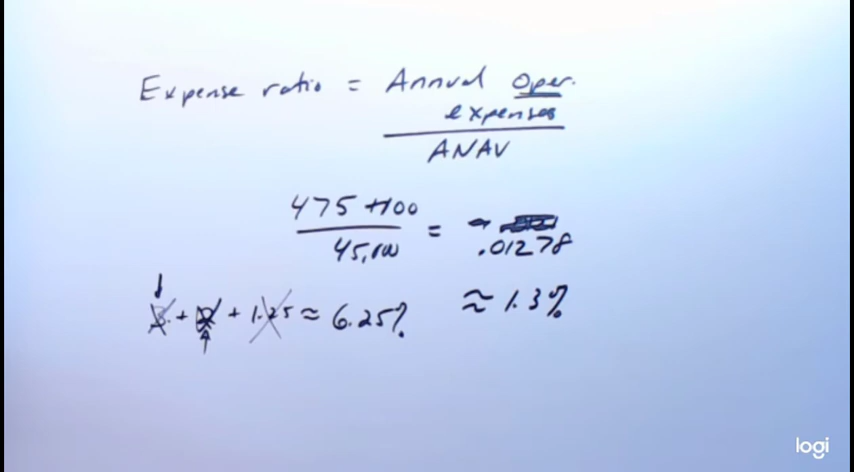 Expense ratio = Annual Oper.
expenses
ANAV
475 + 100
45,000
= .01278
+ + 1.25 ≈ 6.25%
≈ 1.3%
logi